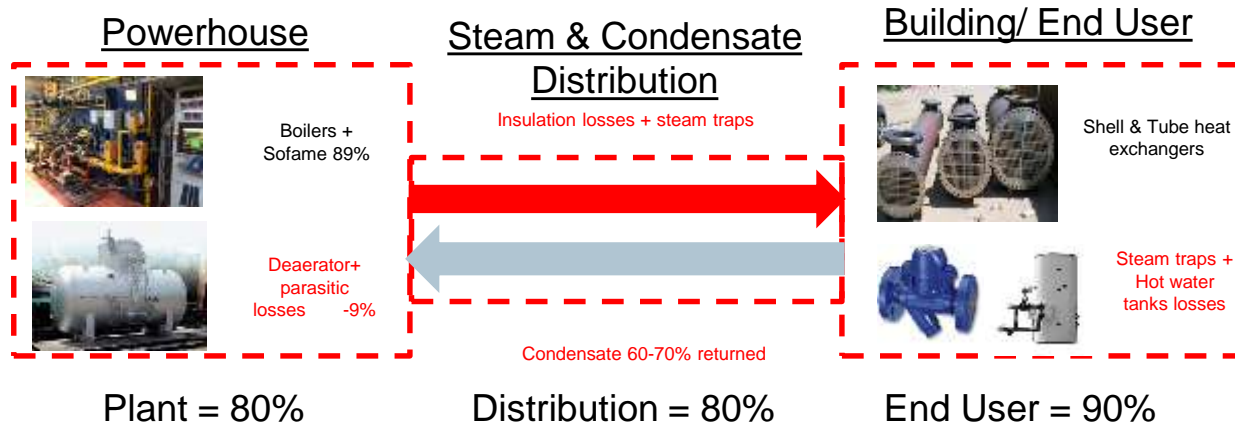 Powerhouse
Steam & Condensate
Distribution
Building/ End User
Boilers +
Sofame 89%
Deaerator+
parasitic
losses -9%
Insulation losses + steam traps
Condensate 60-70% returned
Shell & Tube heat
exchangers
Steam traps +
Hot water
tanks losses
Plant = 80%
Distribution = 80%
End User = 90%